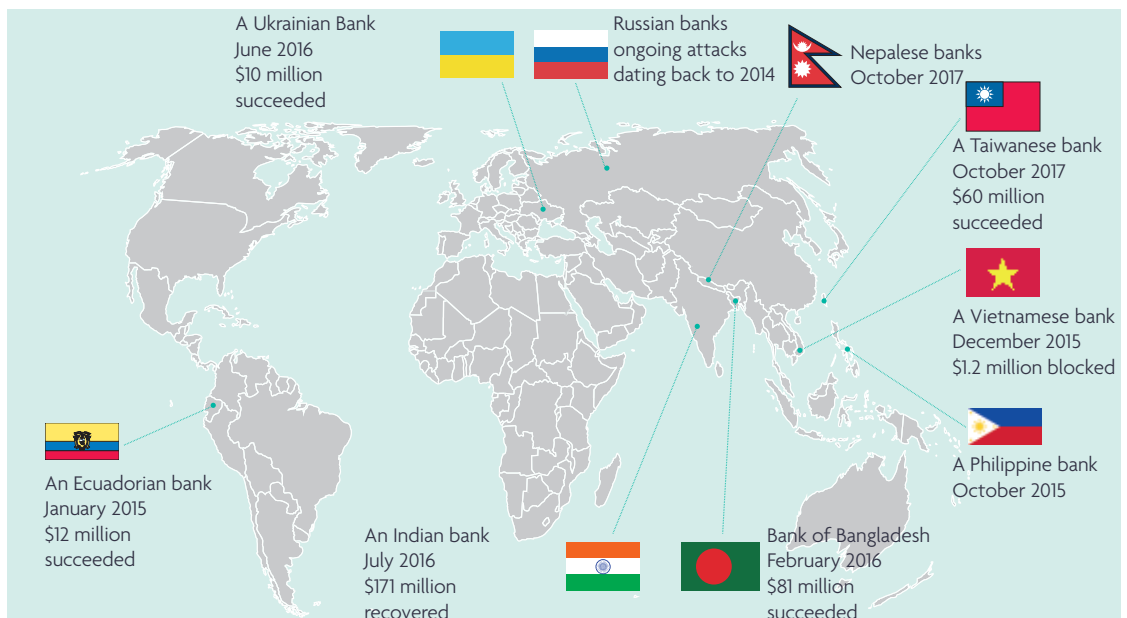 A Ukrainian Bank
June 2016
$10 million
succeeded
Russian banks
ongoing attacks
dating back to 2014
Nepalese banks
October 2017
A Taiwanese bank
October 2017
$60 million
succeeded
A Vietnamese bank
December 2015
$1.2 million blocked
A Philippine bank
October 2015
An Ecuadorian bank
January 2015
$12 million
succeeded
An Indian bank
July 2016
$171 million
recovered
Bank of Bangladesh
February 2016
$81 million
succeeded